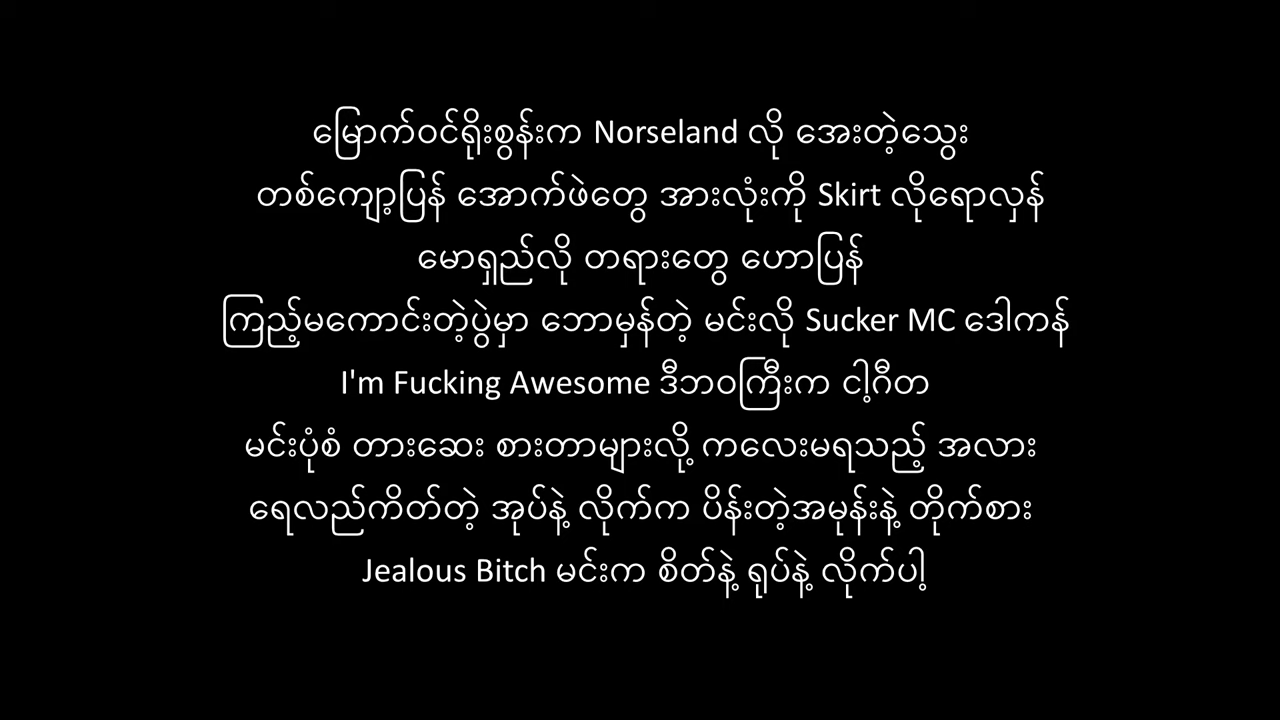 မြောက်ဝင်ရိုးစွန်းက Norseland လို အေးတဲ့သွေး
တစ်ကျော့ပြန် အောက်ဖဲတွေ အားလုံးကို Skirt လိုရောလှန်
မောရှည်လို တရားတွေ ဟောပြန်
ကြည့်မကောင်းတဲ့ပွဲမှာ ဘောမှန်တဲ့ မင်းလို Sucker MC ဒေါကန်
I'm Fucking Awesome ဒီဘဝကြီးက ငါ့ဂီတ
မင်းပုံစံ တားဆေး စားတာများလို့ ကလေးမရသည့် အလား
ရေလည်ကိတ်တဲ့ အုပ်နဲ့ လိုက်က ပိန်းတဲ့အမုန်းနဲ့ တိုက်စား
Jealous Bitch မင်းက စိတ်နဲ့ ရုပ်နဲ့ လိုက်ပါ့